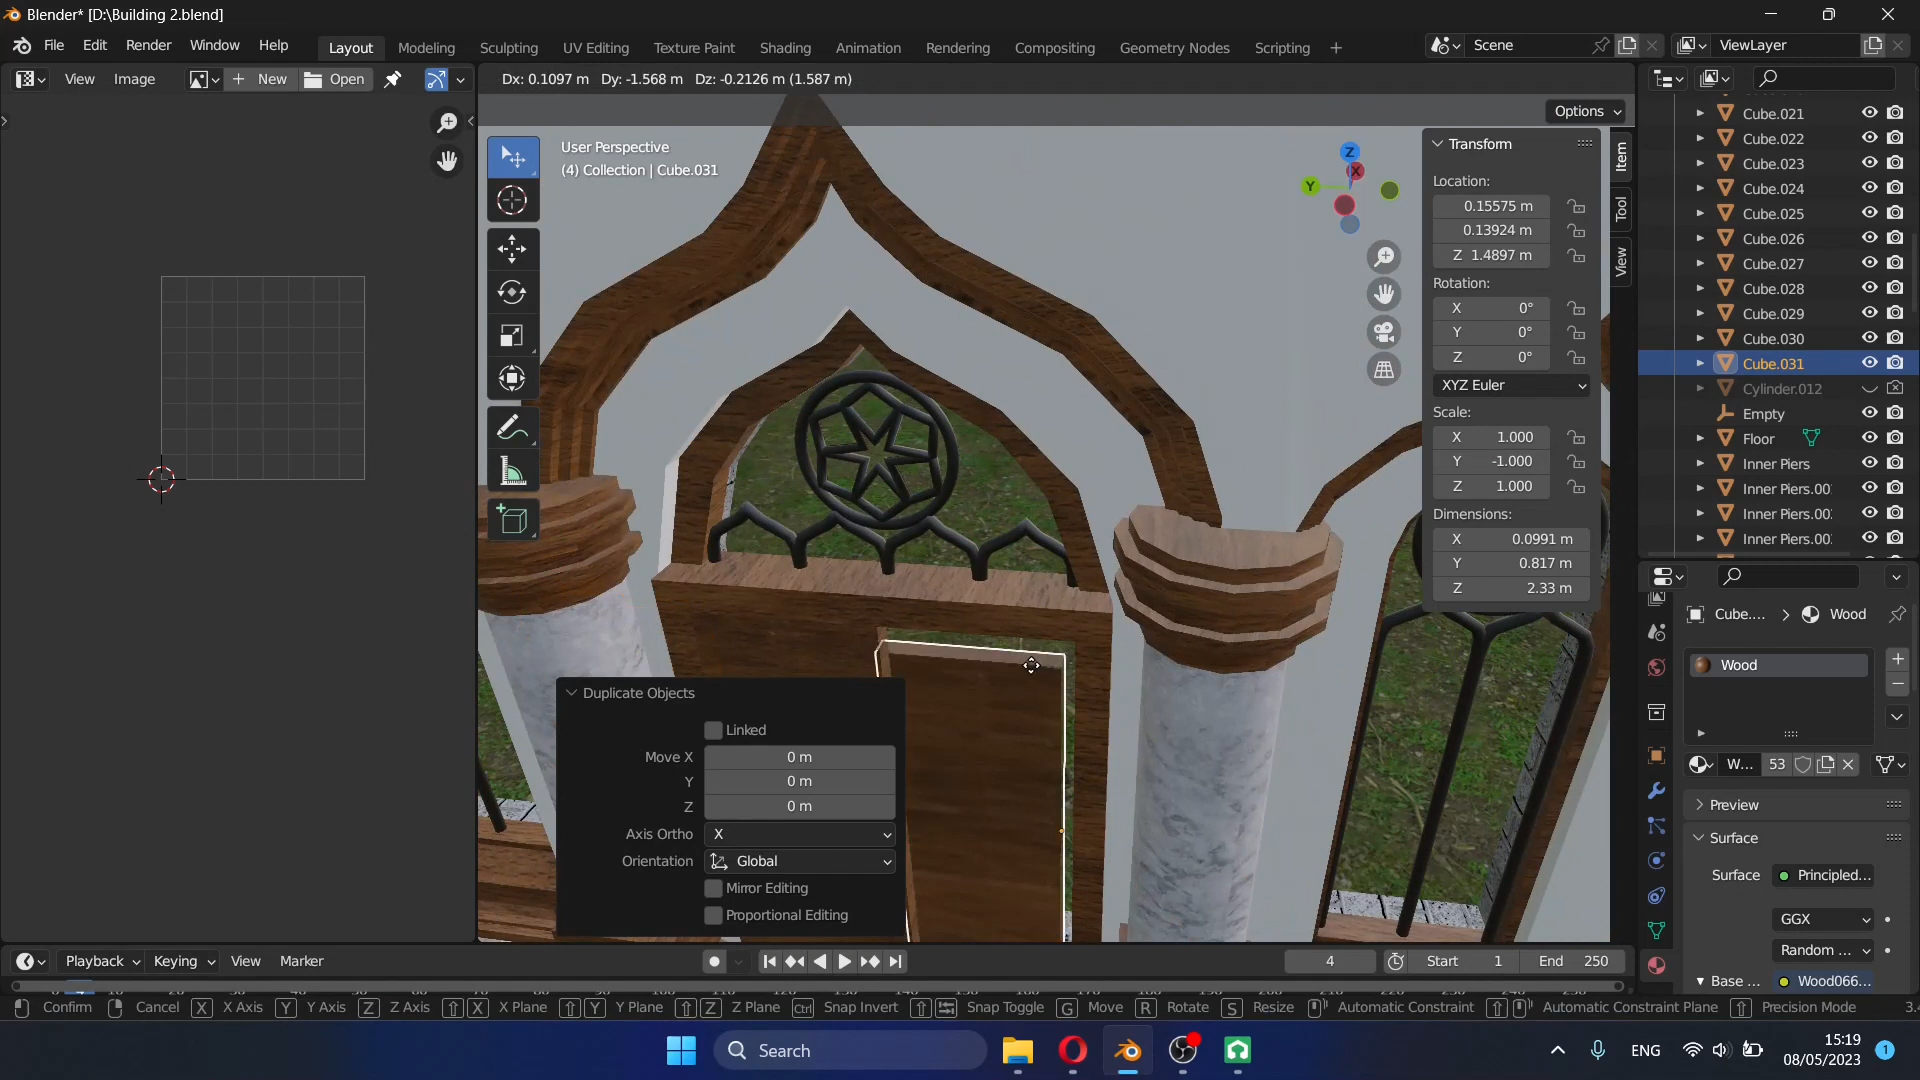 Blender* [D:\Building 2.blend]
File Edit Render Window Help
Layout Modeling Sculpting UV Editing Texture Paint Shading Animation Rendering Compositing Geometry Nodes Scripting
Scene
ViewLayer
View Image
New
Open
Dx: 0.1097 m Dy: -1.568 m Dz: -0.2126 m (1.587 m)
Options
User Perspective
(4) Collection | Cube.031
Z
X
Y
Transform
Location:
0.15575 m
0.13924 m
Z 1.4897 m
Rotation:
X 0°
Y 0°
Z 0°
XYZ Euler
Scale:
X 1.000
Y -1.000
Z 1.000
Dimensions:
X 0.0991 m
Y 0.817 m
Z 2.33 m
Item
Tool
View
Cube.021
Cube.022
Cube.023
Cube.024
Cube.025
Cube.026
Cube.027
Cube.028
Cube.029
Cube.030
Cube.031
Cylinder.012
Empty
Floor
Inner Piers
Inner Piers.00
Inner Piers.00
Inner Piers.00
Cube.... Wood
Wood
W... 53
Preview
Surface
Surface Principled...
GGX
Random ...
Base ... Wood066...
Duplicate Objects
Linked
Move X 0 m
Y 0 m
Z 0 m
Axis Ortho X
Orientation Global
Mirror Editing
Proportional Editing
Playback Keying View Marker
4
Start 1
End 250
Confirm Cancel X X Axis Y Y Axis Z Z Axis X X Plane Y Y Plane Z Z Plane Ctrl Snap Invert Snap Toggle G Move R Rotate S Resize Automatic Constraint Automatic Constraint Plane Precision Mode 3.4
Search
ENG
15:19
08/05/2023
1